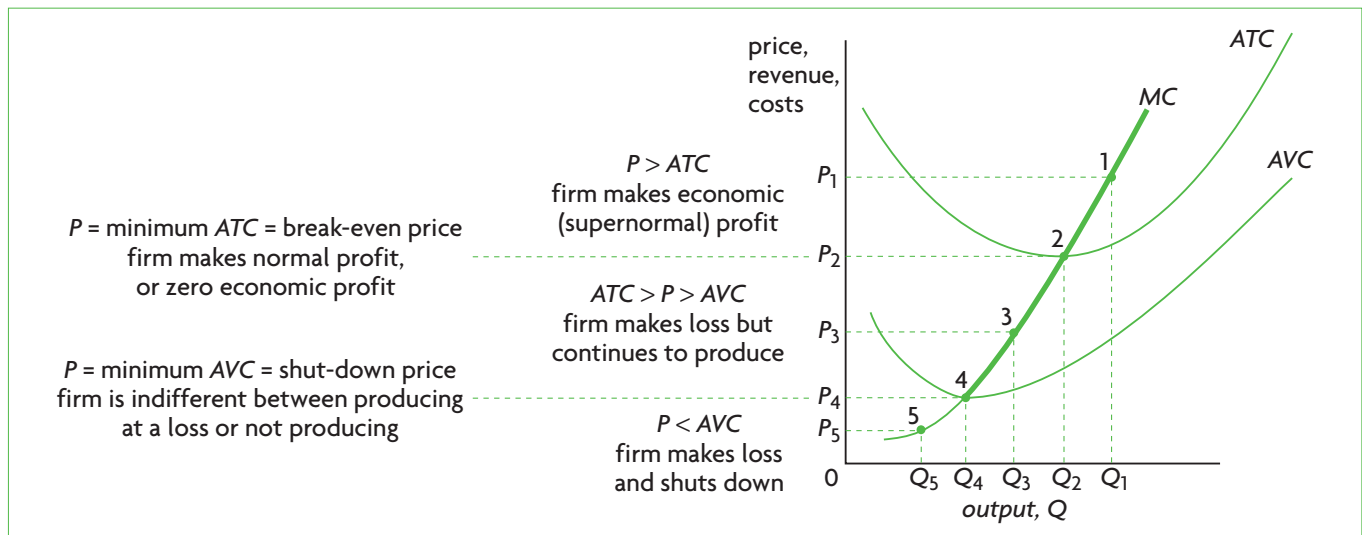 P = minimum ATC = break-even price
firm makes normal profit,
or zero economic profit
P = minimum AVC = shut-down price
firm is indifferent between producing
at a loss or not producing
P > ATC
firm makes economic
(supernormal) profit
ATC > P > AVC
firm makes loss but
continues to produce
P < AVC
firm makes loss
and shuts down
price,
revenue,
costs
ATC
MC
AVC
P₁
P₂
P₃
P₄
P₅
1
2
3
4
5
0
Q₅ Q₄ Q₃ Q₂ Q₁
output, Q